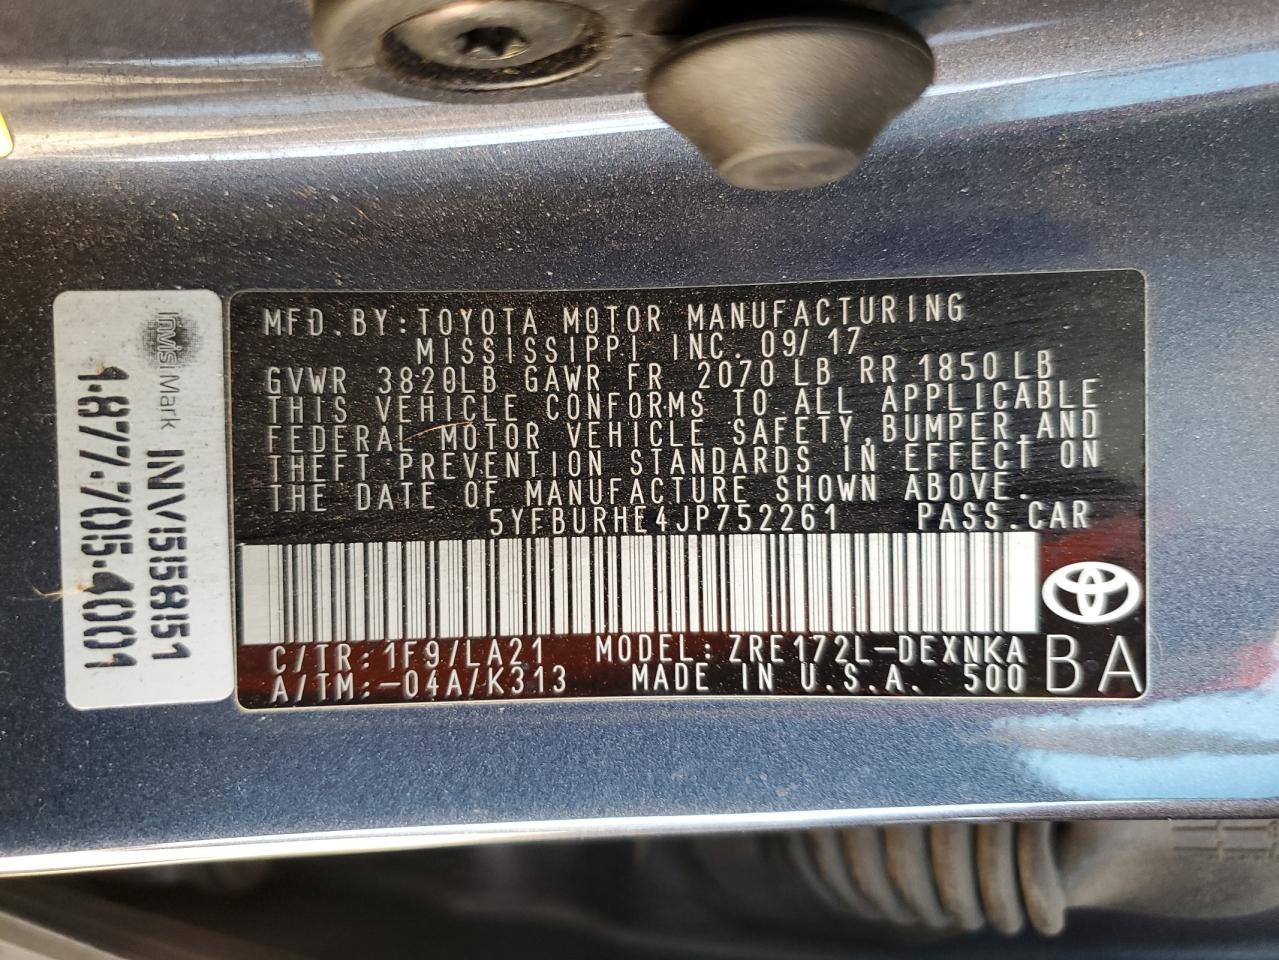 MFD.BY:TOYOTA MOTOR MANUFACTURING
MISSISSIPPI, INC. 09/17
GVWR 3820LB GAWR FR 2070 LB RR 1850 LB
THIS VEHICLE CONFORMS TO ALL APPLICABLE
FEDERAL MOTOR VEHICLE SAFETY,BUMPER,AND
THEFT PREVENTION STANDARDS IN EFFECT ON
THE DATE OF MANUFACTURE SHOWN ABOVE.
5YFBURHE4JP752261 PASS.CAR
C/TR:1F9/LA21 MODEL:ZRE172L-DEXNKA
A/TM:-04A/K313 MADE IN U.S.A. 500
BA
InvisiMark INV55851
1·877·705·4001